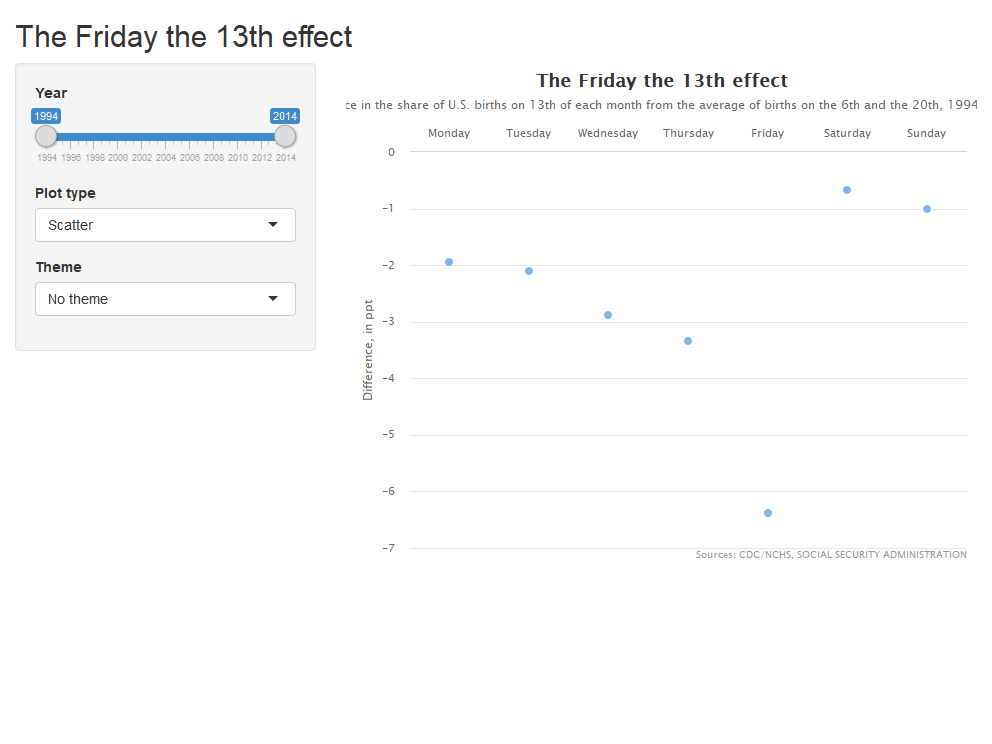 The Friday the 13th effect
Year
1994 2014
1994 1996 1998 2000 2002 2004 2006 2008 2010 2012 2014
Plot type
Scatter
Theme
No theme
The Friday the 13th effect
ce in the share of U.S. births on 13th of each month from the average of births on the 6th and the 20th, 1994
Monday Tuesday Wednesday Thursday Friday Saturday Sunday
0
−1
−2
−3
−4
−5
−6
−7
Difference, in ppt
Sources: CDC/NCHS, SOCIAL SECURITY ADMINISTRATION